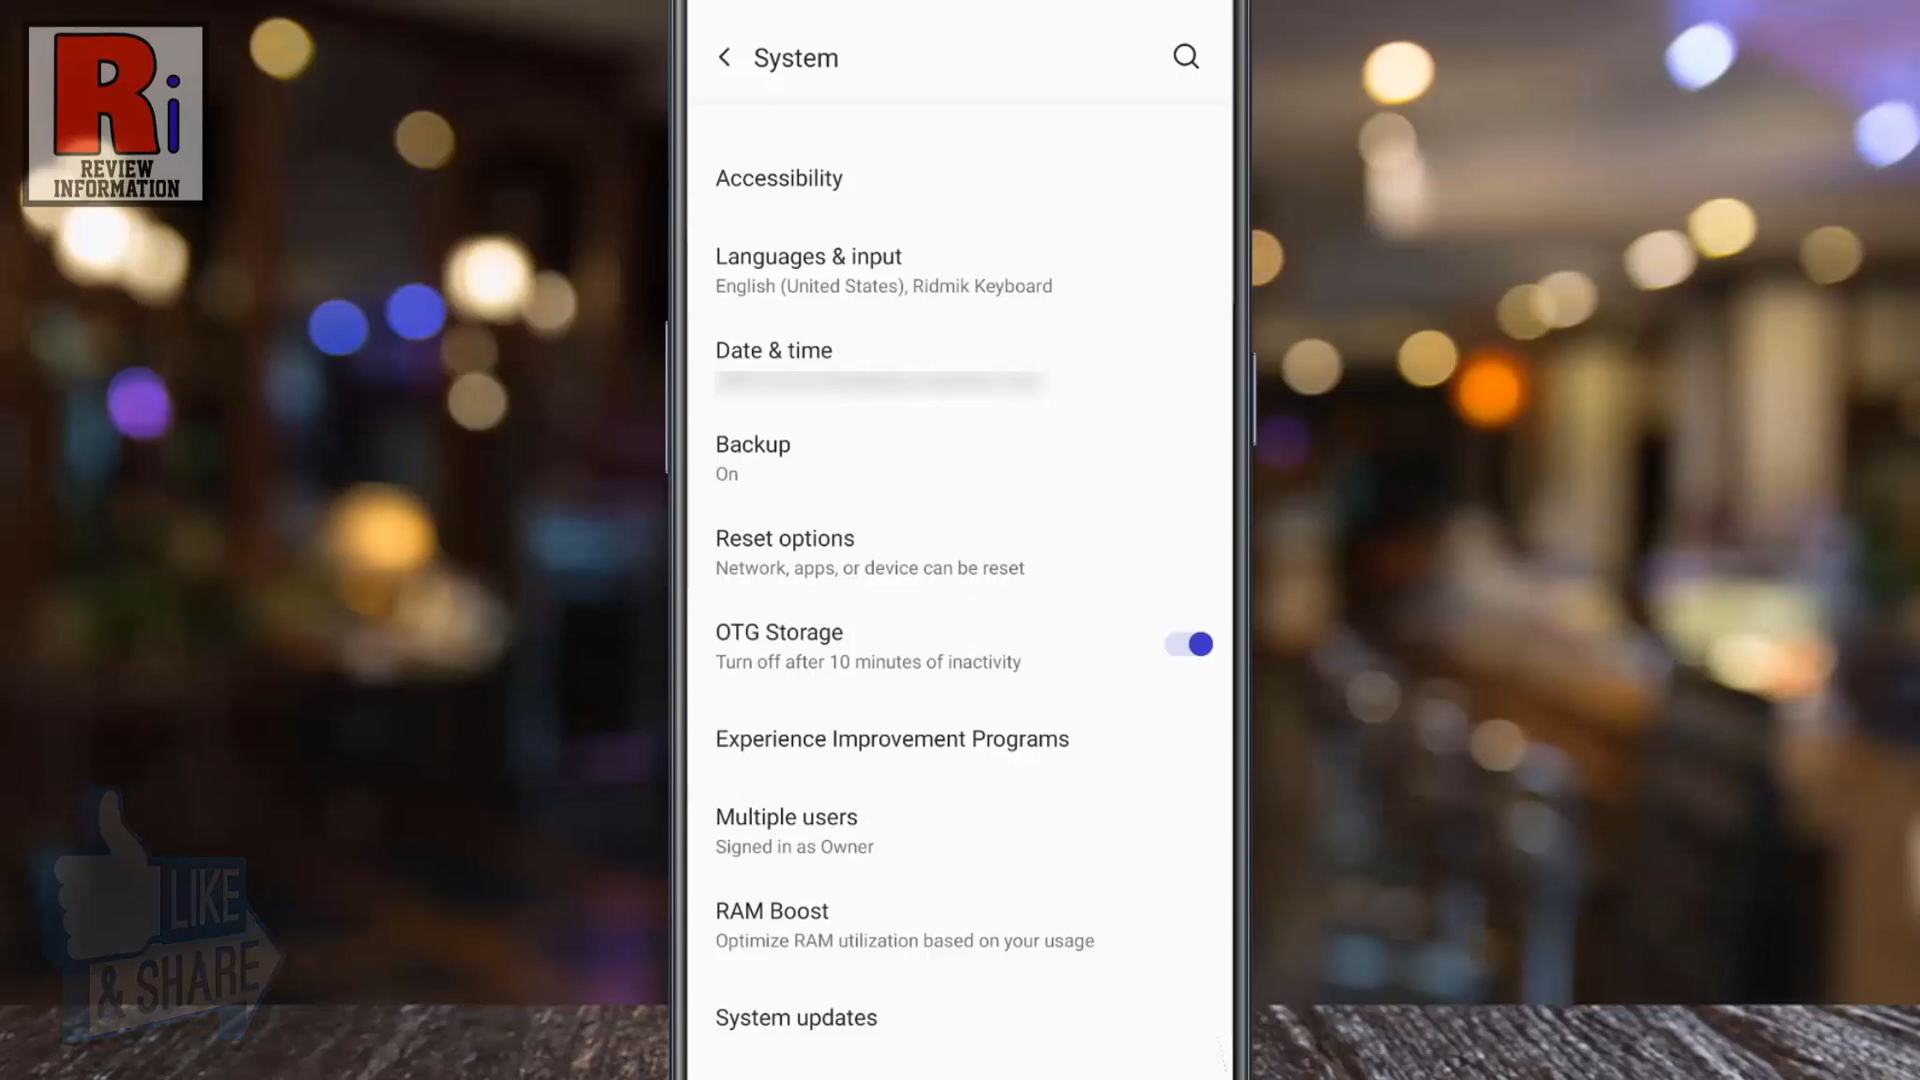 Ri
REVIEW
INFORMATION
System
Accessibility
Languages & input
English (United States), Ridmik Keyboard
Date & time
Backup
On
Reset options
Network, apps, or device can be reset
OTG Storage
Turn off after 10 minutes of inactivity
Experience Improvement Programs
Multiple users
Signed in as Owner
RAM Boost
Optimize RAM utilization based on your usage
System updates
LIKE
& SHARE